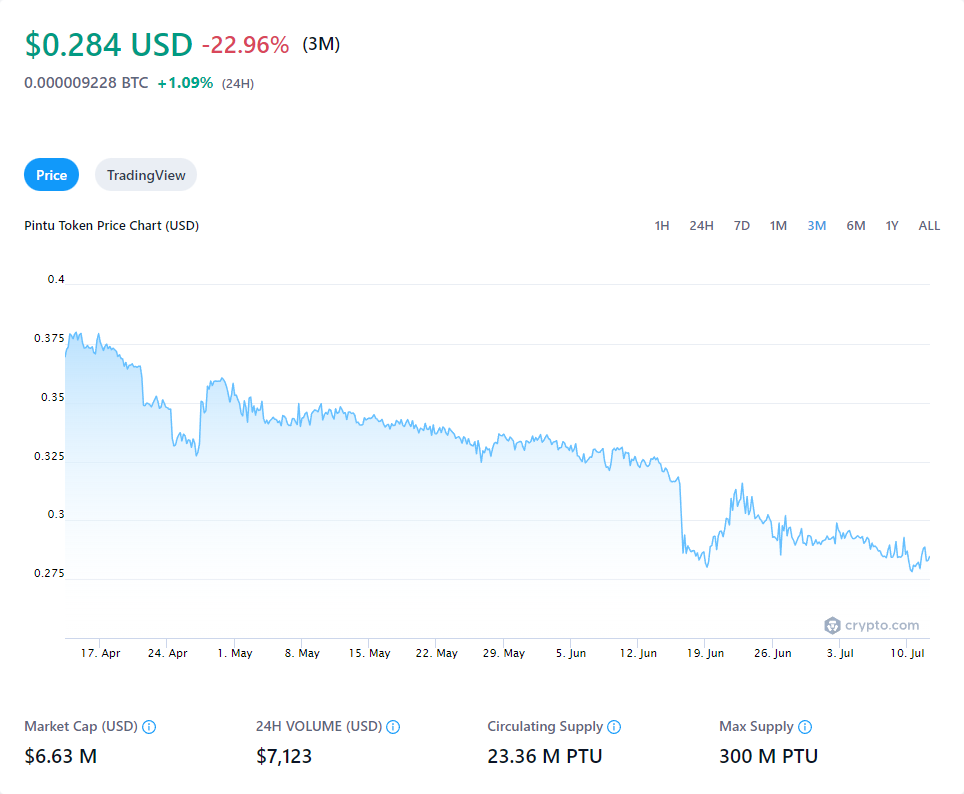 $0.284 USD -22.96% (3M)
0.000009228 BTC +1.09% (24H)
Price TradingView
Pintu Token Price Chart (USD) 1H 24H 7D 1M 3M 6M 1Y ALL
0.4
0.375
0.35
0.325
0.3
0.275
crypto.com
17. Apr 24. Apr 1. May 8. May 15. May 22. May 29. May 5. Jun 12. Jun 19. Jun 26. Jun 3. Jul 10. Jul
Market Cap (USD) 24H VOLUME (USD) Circulating Supply Max Supply
$6.63 M $7,123 23.36 M PTU 300 M PTU